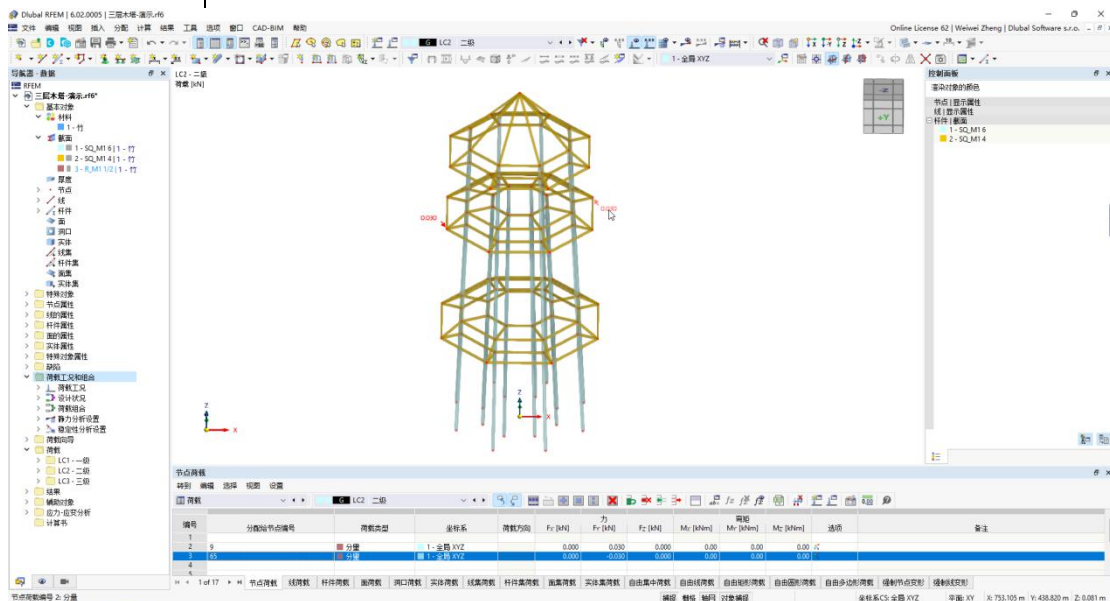 Dlubal RFEM | 6.02.0005 | 三层木塔-演示.rf6*
文件 编辑 视图 插入 分配 计算 结果 工具 选项 窗口 CAD-BIM 帮助
Online License 62 | Weiwei Zheng | Dlubal Software s.r.o.
G LC2 二级
1 - 全局 XYZ
导航器 - 数据
RFEM
三层木塔-演示.rf6*
基本对象
材料
1 - 竹
截面
1 - SQ_M1 6 | 1 - 竹
2 - SQ_M1 4 | 1 - 竹
3 - R_M1 1/2 | 1 - 竹
厚度
节点
线
杆件
面
洞口
实体
线集
杆件集
面集
实体集
特殊对象
节点属性
线的属性
杆件属性
面的属性
实体属性
特殊对象属性
缺陷
荷载工况和组合
荷载工况
设计状况
荷载组合
静力分析设置
稳定性分析设置
荷载向导
荷载
LC1 - 一级
LC2 - 二级
LC3 - 三级
结果
辅助对象
应力-应变分析
计算书
LC2 - 二级
荷载 [kN]
0.030
0.030
-Z
+Y
Z
X
Z
X
控制面板
渲染对象的颜色
节点 | 显示属性
线 | 显示属性
杆件 | 截面
1 - SQ_M1 6
2 - SQ_M1 4
节点荷载
转到 编辑 选择 视图 设置
荷载
G LC2 二级
编号 分配给节点编号 荷载类型 坐标系 荷载方向 力 Fx [kN] Fy [kN] Fz [kN] 弯矩 Mx [kNm] My [kNm] Mz [kNm] 选项 备注
1
2 9 分量 1 - 全局 XYZ 0.000 0.030 0.000 0.00 0.00 0.00
3 65 分量 1 - 全局 XYZ 0.000 -0.030 0.000 0.00 0.00 0.00
4
1 of 17 节点荷载 线荷载 杆件荷载 面荷载 洞口荷载 实体荷载 线集荷载 杆件集荷载 面集荷载 实体集荷载 自由集中荷载 自由线荷载 自由矩形荷载 自由圆形荷载 自由多边形荷载 强制节点变形 强制线变形
节点荷载编号 2: 分量
捕捉 栅格 轴网 对象捕捉
坐标系CS: 全局 XYZ
平面: XY
X: 753.105 m Y: 438.820 m Z: 0.081 m